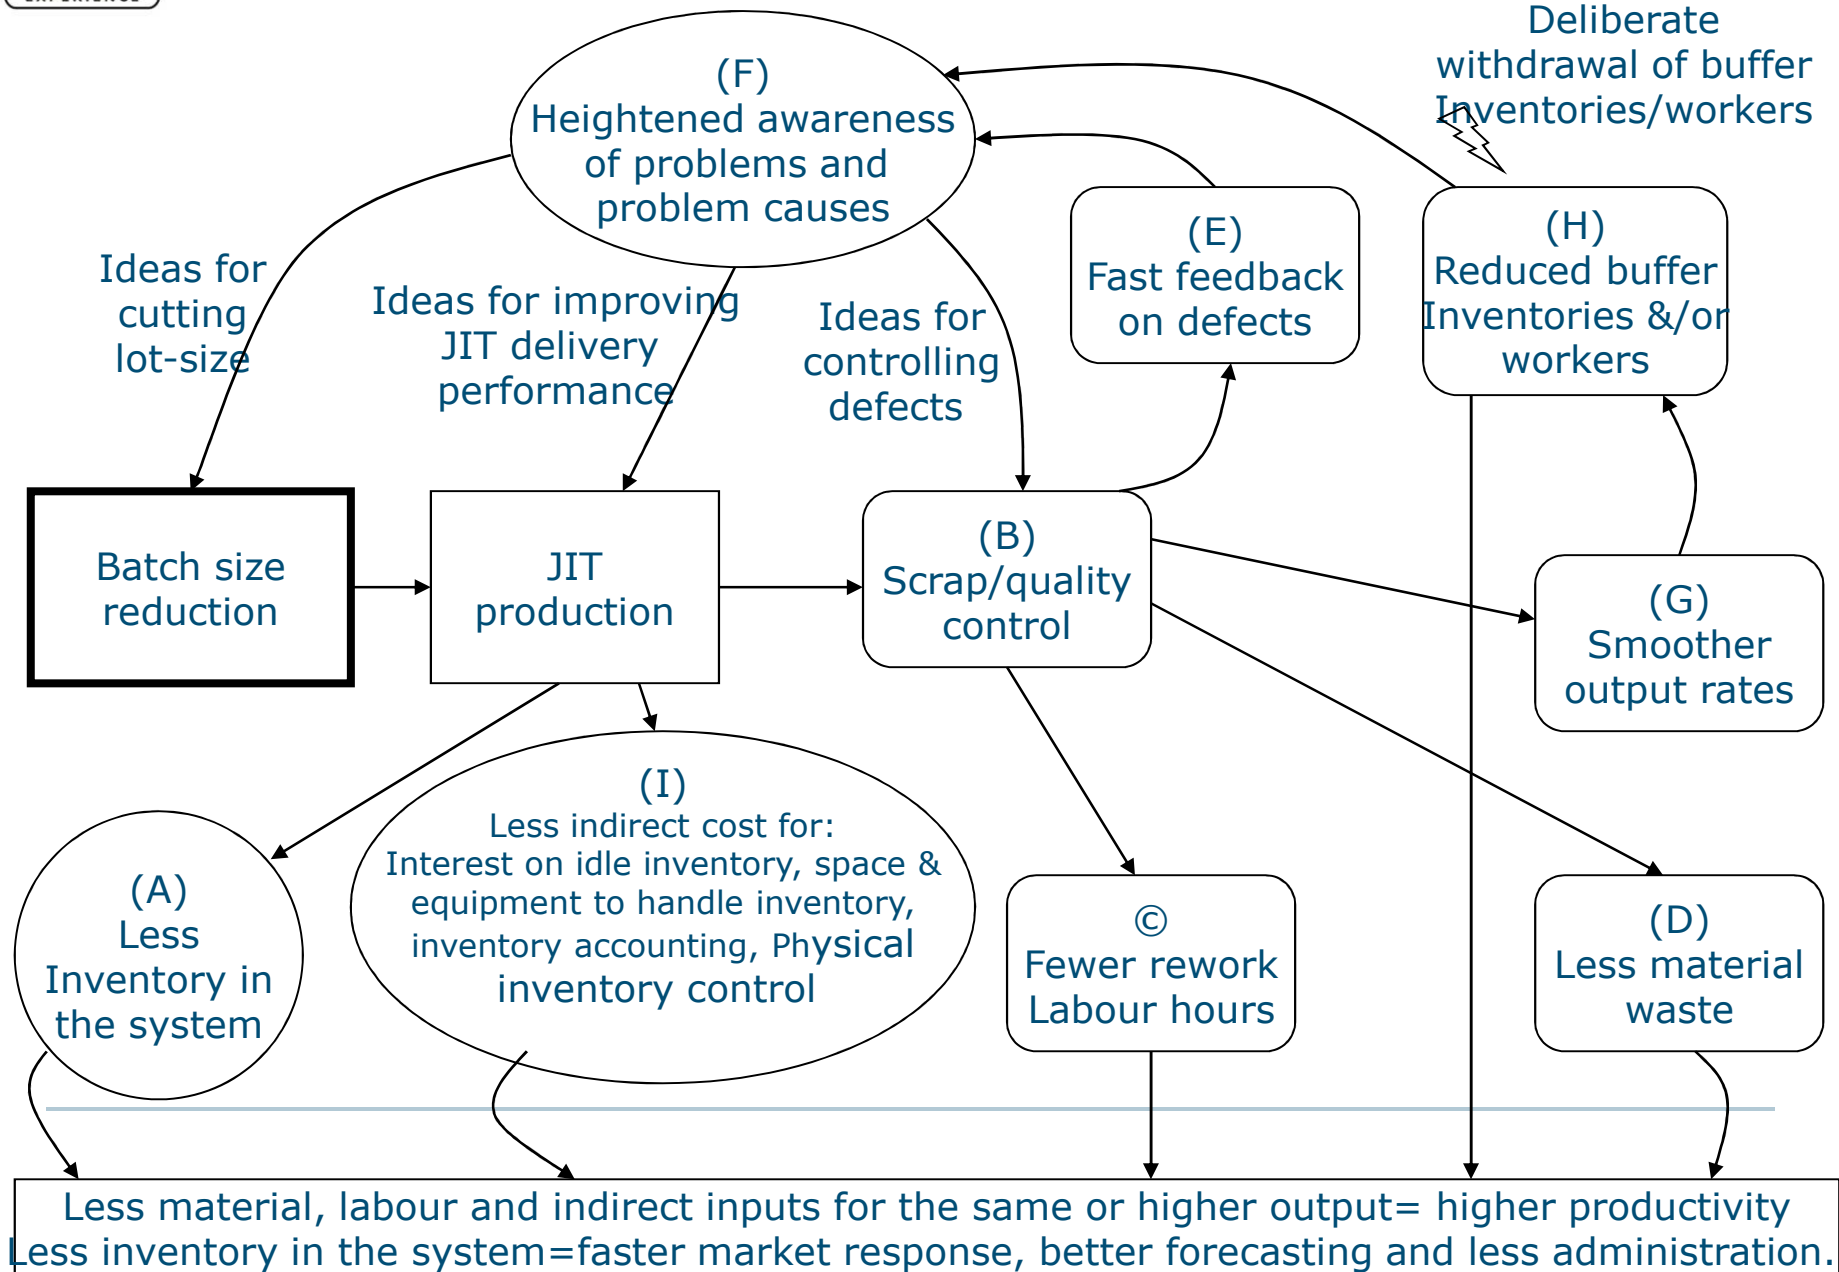 EXPERIENCE
Deliberate
withdrawal of buffer
Inventories/workers
(F)
Heightened awareness
of problems and
problem causes
(E)
Fast feedback
on defects
(H)
Reduced buffer
Inventories &/or
workers
Ideas for
cutting
lot-size
Ideas for improving
JIT delivery
performance
Ideas for
controlling
defects
Batch size
reduction
JIT
production
(B)
Scrap/quality
control
(G)
Smoother
output rates
(A)
Less
Inventory in
the system
(I)
Less indirect cost for:
Interest on idle inventory, space &
equipment to handle inventory,
inventory accounting, Physical
inventory control
©
Fewer rework
Labour hours
(D)
Less material
waste
Less material, labour and indirect inputs for the same or higher output= higher productivity
Less inventory in the system=faster market response, better forecasting and less administration.